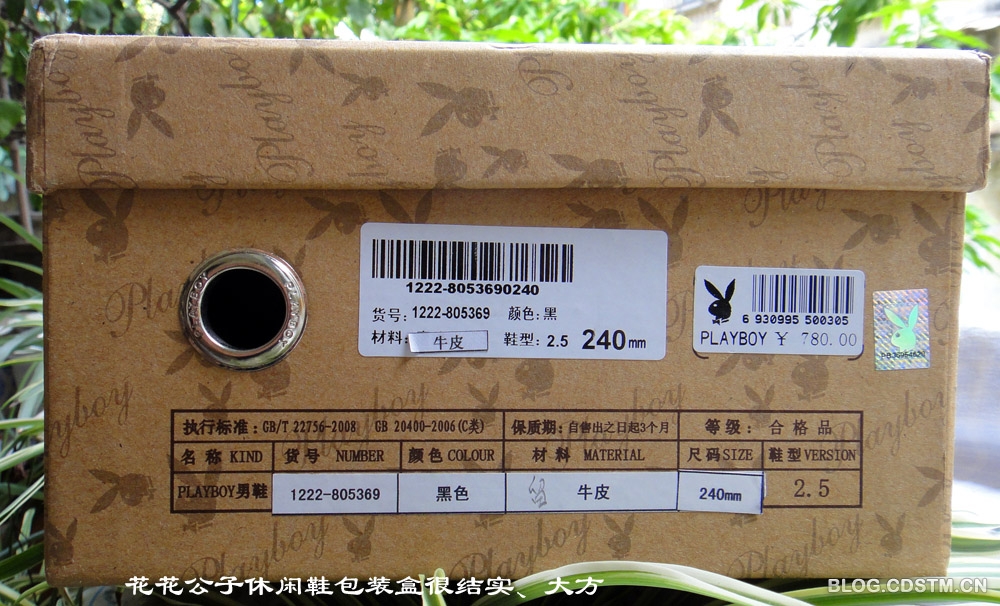 1222-8053690240
货号: 1222-805369 颜色:黑
材料: 牛皮 鞋型: 2.5 240mm
6 930995 500305
PLAYBOY ¥ 780.00
PLAYBOY
执行标准:GB/T 22756-2008 GB 20400-2006(C类) 保质期:自售出之日起3个月 等级:合格品
名称 KIND 货号 NUMBER 颜色 COLOUR 材料 MATERIAL 尺码 SIZE 鞋型 VERSION
PLAYBOY男鞋 1222-805369 黑色 牛皮 240mm 2.5
Playboy
花花公子休闲鞋包装盒很结实、大方
BLOG.CDSTM.CN